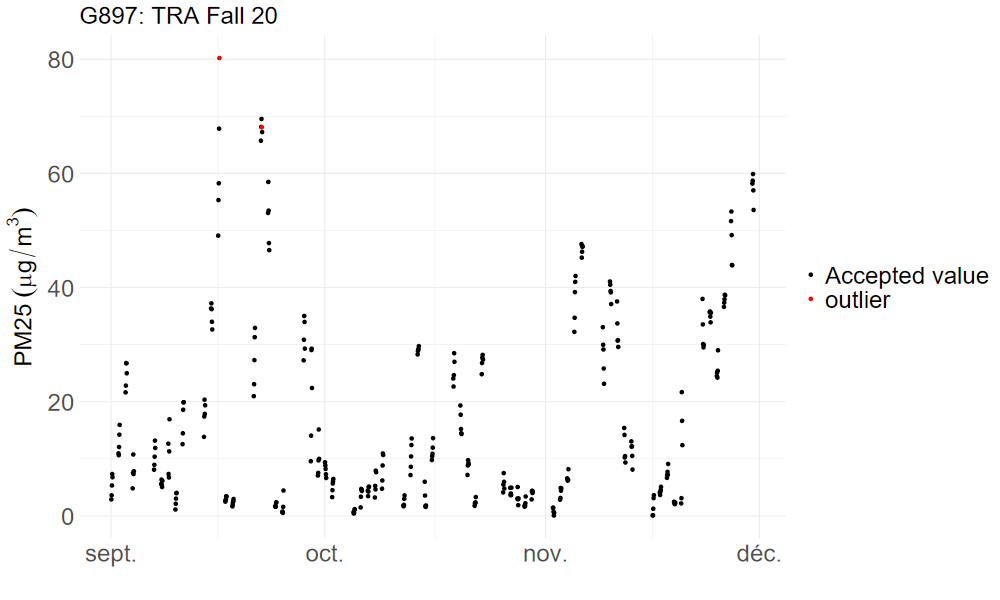 G897: TRA Fall 20
PM25 (μg/m³)
80
60
40
20
0
sept.
oct.
nov.
déc.
Accepted value
outlier